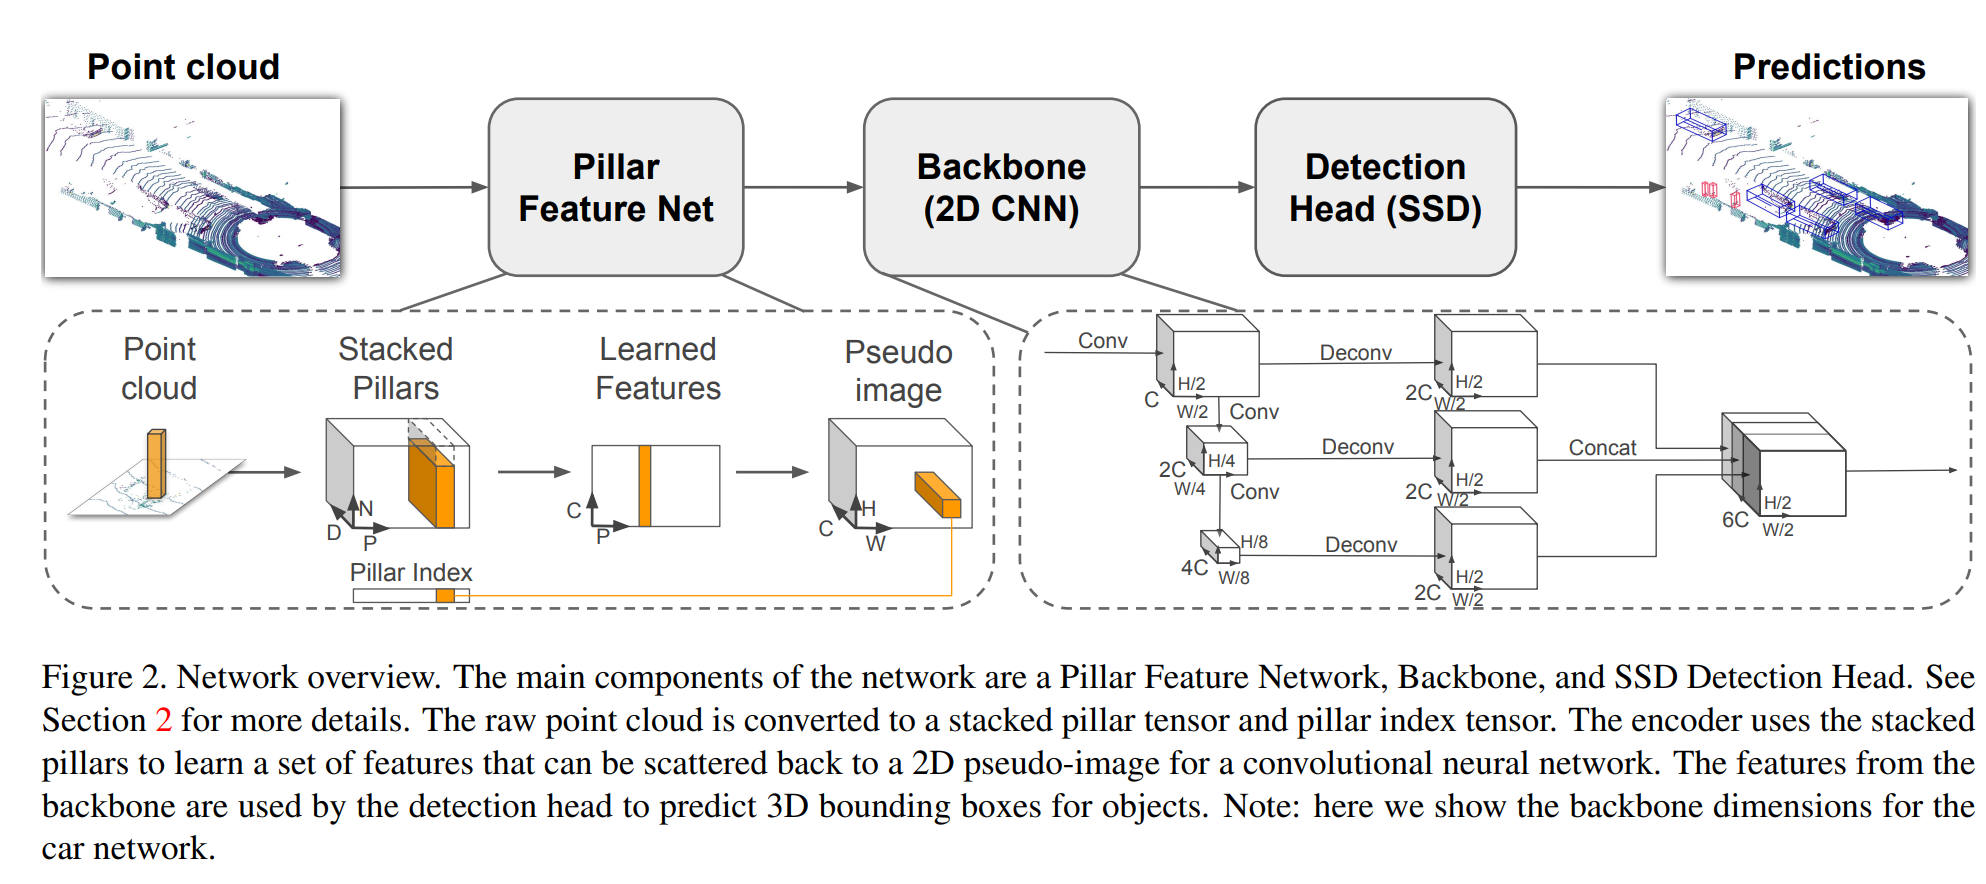 Point cloud
Predictions
Pillar
Feature Net
Backbone
(2D CNN)
Detection
Head (SSD)
Point
cloud
Stacked
Pillars
Learned
Features
Pseudo
image
N
D
P
C
P
H
C
W
Pillar Index
Conv
H/2
C
W/2
Conv
2C
H/4
W/4
Conv
H/8
4C
W/8
Deconv
2C
H/2
W/2
Deconv
2C
H/2
W/2
Deconv
2C
H/2
W/2
Concat
6C
H/2
W/2
Figure 2. Network overview. The main components of the network are a Pillar Feature Network, Backbone, and SSD Detection Head. See
Section 2 for more details. The raw point cloud is converted to a stacked pillar tensor and pillar index tensor. The encoder uses the stacked
pillars to learn a set of features that can be scattered back to a 2D pseudo-image for a convolutional neural network. The features from the
backbone are used by the detection head to predict 3D bounding boxes for objects. Note: here we show the backbone dimensions for the
car network.